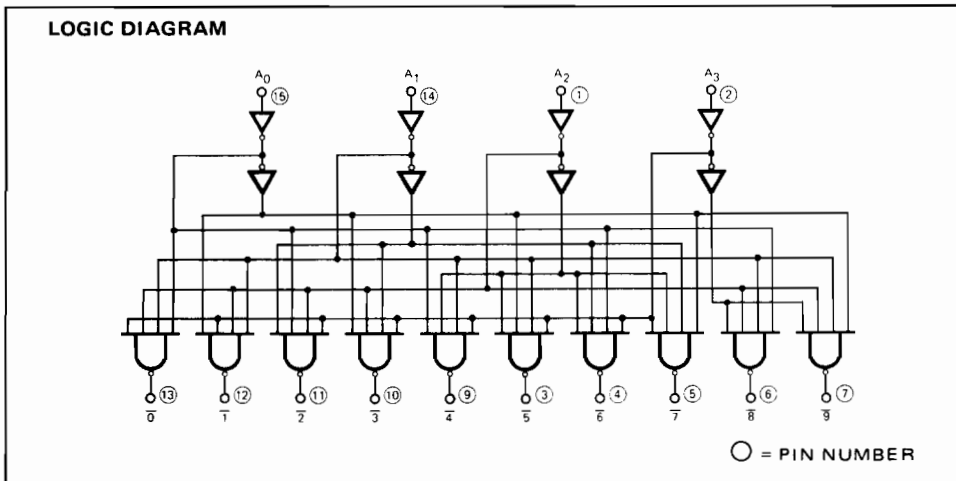 LOGIC DIAGRAM
A0 A1 A2 A3
15 14 1 2
13 12 11 10 9 3 4 5 6 7
0̅ 1̅ 2̅ 3̅ 4̅ 5̅ 6̅ 7̅ 8̅ 9̅
= PIN NUMBER